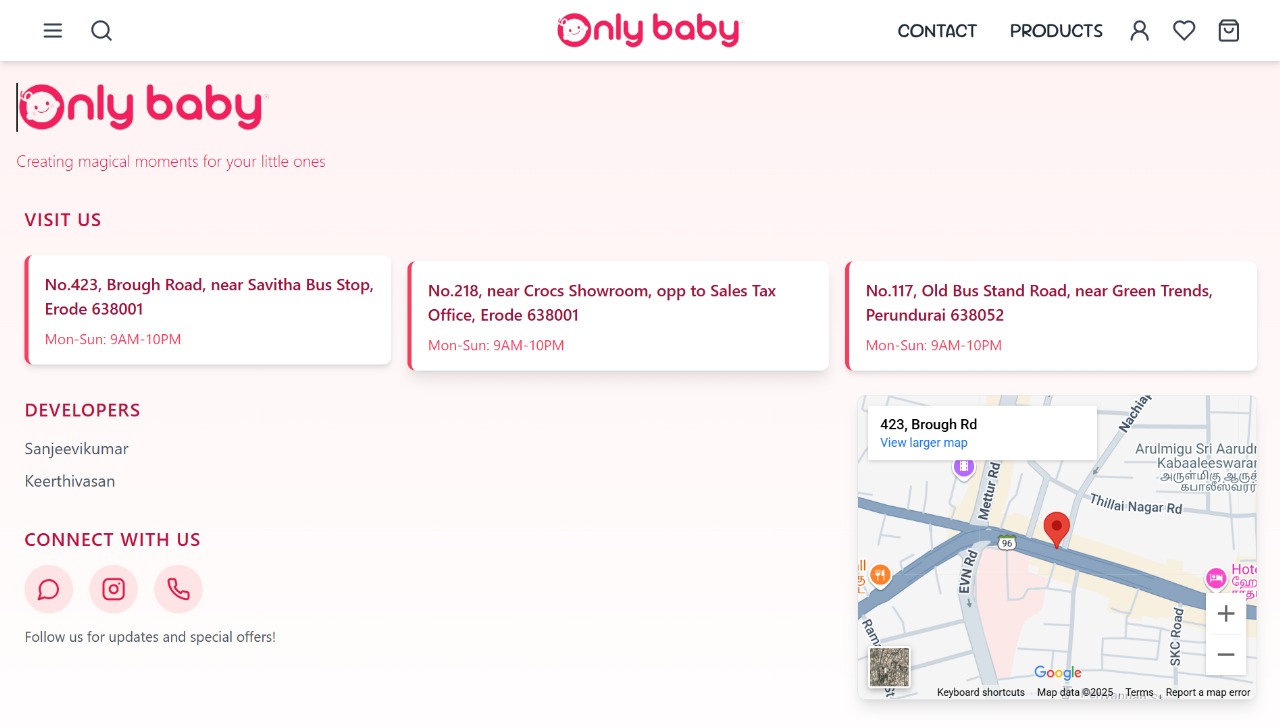 Only baby
CONTACT
PRODUCTS
Only baby
Creating magical moments for your little ones
VISIT US
No.423, Brough Road, near Savitha Bus Stop,
Erode 638001
Mon-Sun: 9AM-10PM
No.218, near Crocs Showroom, opp to Sales Tax
Office, Erode 638001
Mon-Sun: 9AM-10PM
No.117, Old Bus Stand Road, near Green Trends,
Perundurai 638052
Mon-Sun: 9AM-10PM
DEVELOPERS
Sanjeevikumar
Keerthivasan
CONNECT WITH US
Follow us for updates and special offers!
423, Brough Rd
View larger map
Nachiap
Arulmigu Sri Aarudr
Kabaaleeswarar
அருள்மிகு ஆருத்
கபாலீஸ்வரர்
Mettur Rd
Thillai Nagar Rd
96
EVN Rd
Hote
ஹோ
SKC Road
Google
Keyboard shortcuts
Map data ©2025
Terms
Report a map error